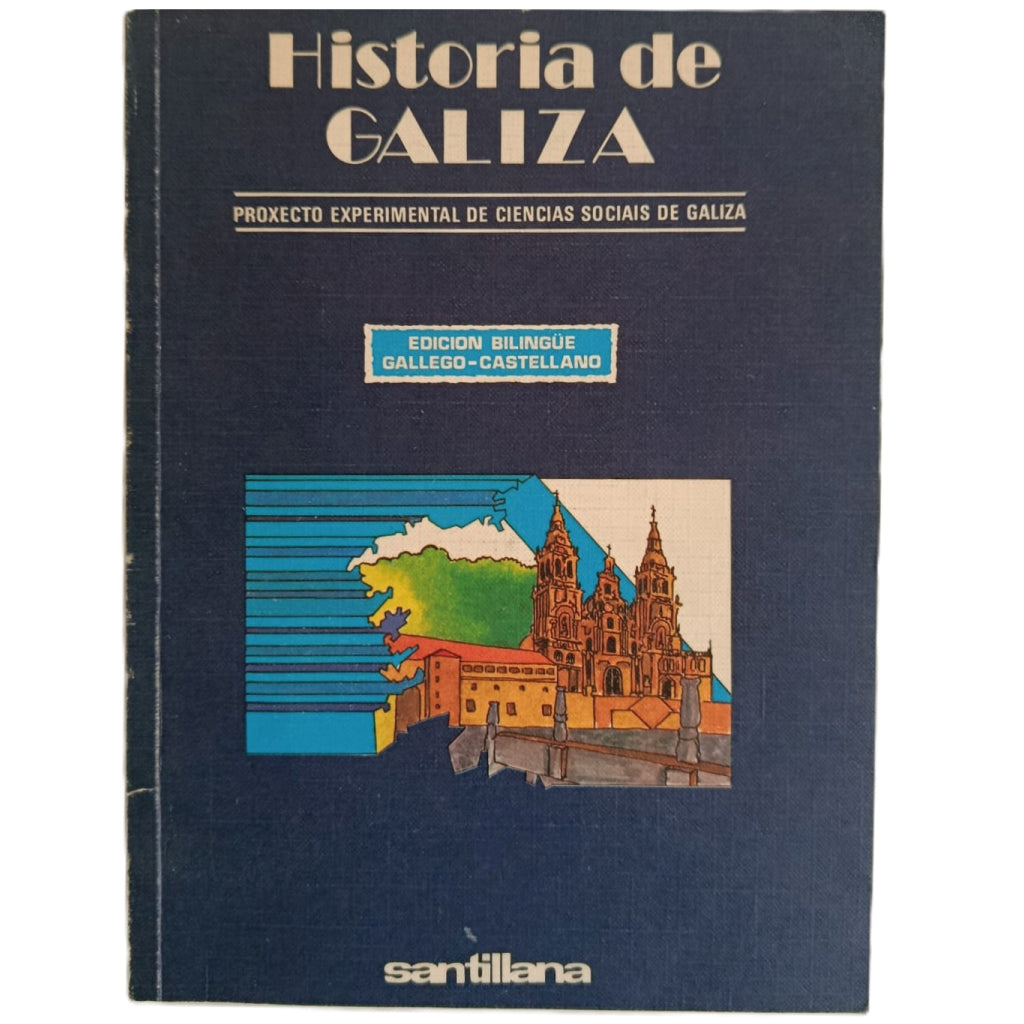 Historia de
GALIZA
PROXECTO EXPERIMENTAL DE CIENCIAS SOCIAIS DE GALIZA
EDICION BILINGÜE
GALLEGO-CASTELLANO
santillana